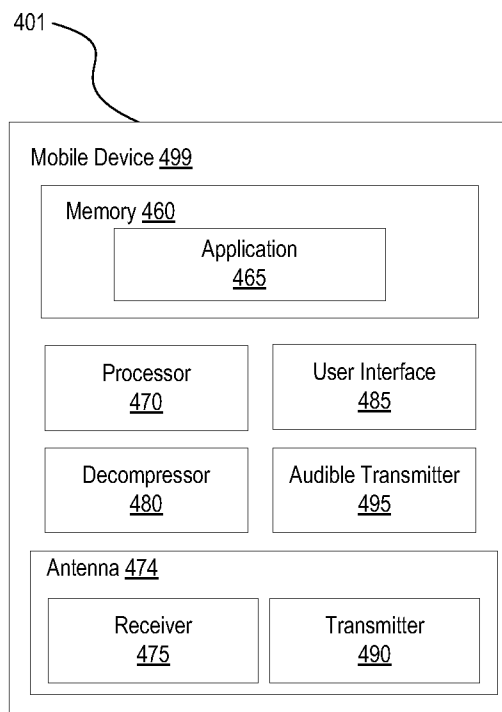 401
Mobile Device 499
Memory 460
Application
465
Processor
470
User Interface
485
Decompressor
480
Audible Transmitter
495
Antenna 474
Receiver
475
Transmitter
490